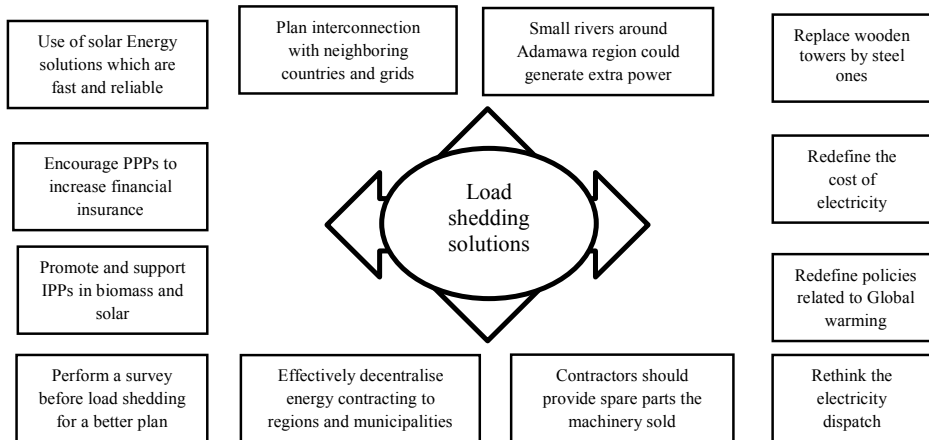 Use of solar Energy
solutions which are
fast and reliable
Plan interconnection
with neighboring
countries and grids
Small rivers around
Adamawa region could
generate extra power
Replace wooden
towers by steel
ones
Encourage PPPs to
increase financial
insurance
Load
shedding
solutions
Redefine the
cost of
electricity
Promote and support
IPPs in biomass and
solar
Redefine policies
related to Global
warming
Perform a survey
before load shedding
for a better plan
Effectively decentralise
energy contracting to
regions and municipalities
Contractors should
provide spare parts the
machinery sold
Rethink the
electricity
dispatch